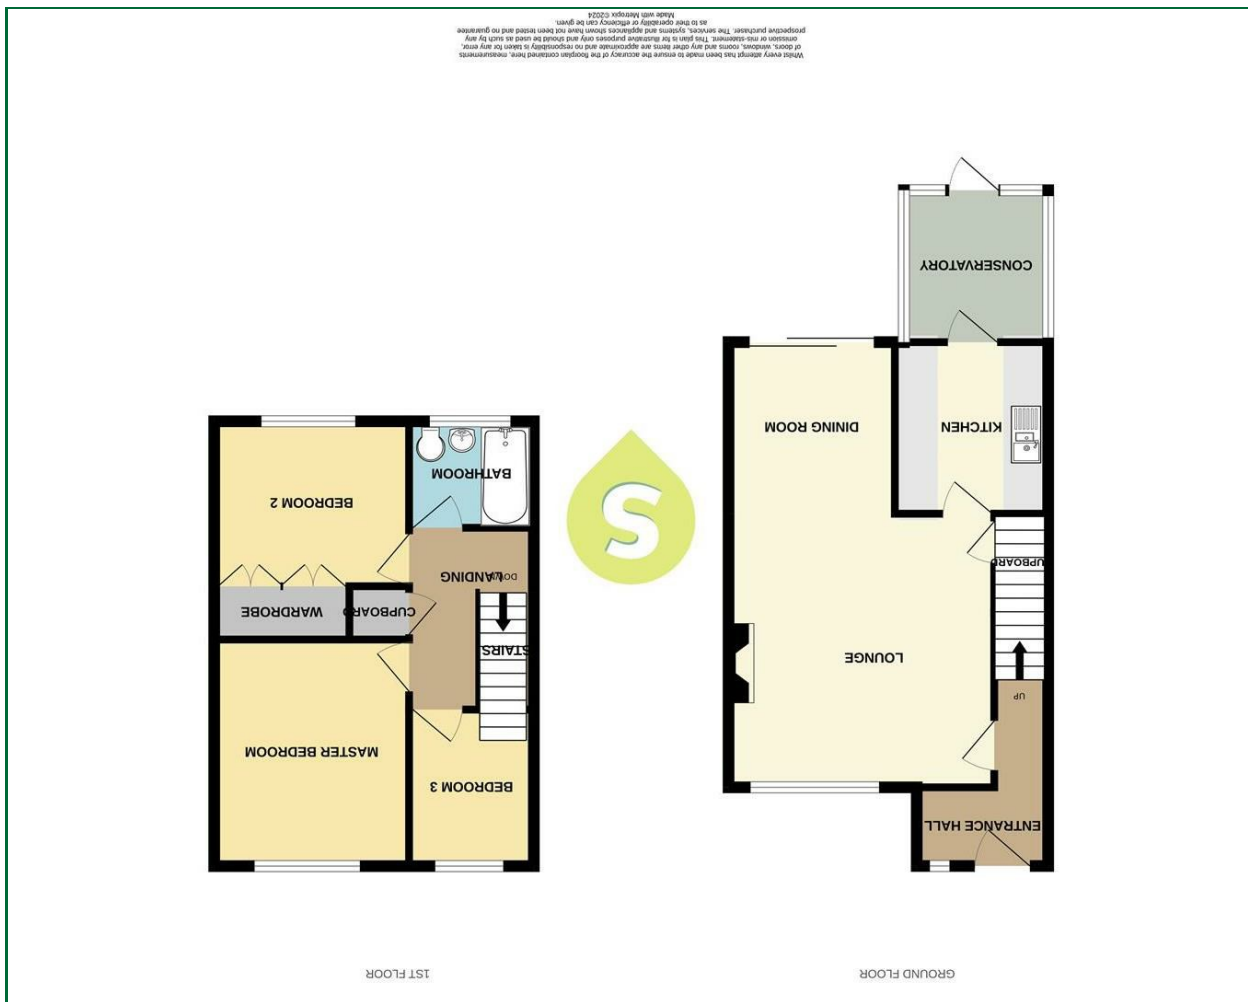 GROUND FLOOR
ENTRANCE HALL
UP
LOUNGE
CUPBOARD
KITCHEN
DINING ROOM
CONSERVATORY
1ST FLOOR
BEDROOM 3
MASTER BEDROOM
STAIRS
CUPBOARD
WARDROBE
LANDING
DOWN
BEDROOM 2
BATHROOM
S
Whilst every attempt has been made to ensure the accuracy of the floorplan contained here, measurements
of doors, windows, rooms and any other items are approximate and no responsibility is taken for any error,
omission or mis-statement. This plan is for illustrative purposes only and should be used as such by any
prospective purchaser. The services, systems and appliances shown have not been tested and no guarantee
as to their operability or efficiency can be given.
Made with Metropix ©2024